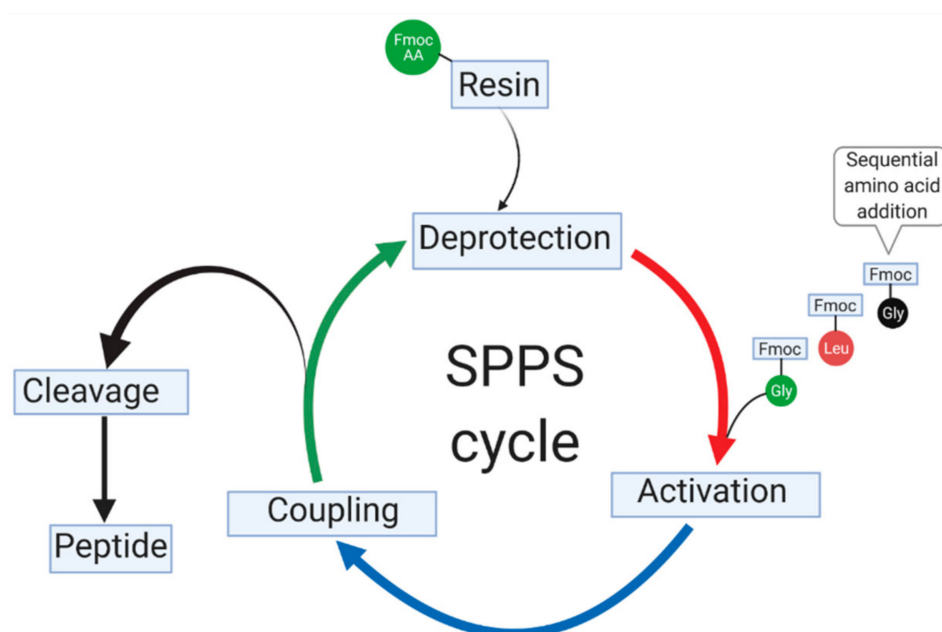 Fmoc
AA
Resin
Sequential
amino acid
addition
Deprotection
Fmoc
Gly
Fmoc
Leu
Fmoc
Gly
SPPS
cycle
Cleavage
Activation
Coupling
Peptide